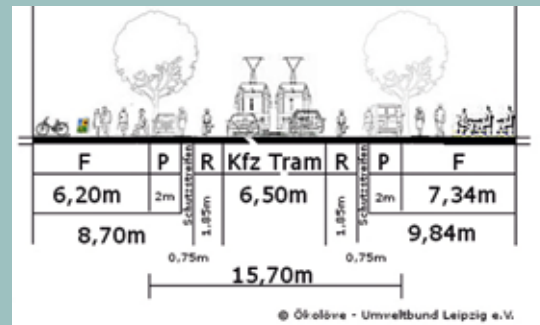 F P Schutzstreifen R Kfz Tram R Schutzstreifen P F
6,20m 2m 1,85m 6,50m 1,85m 2m 7,34m
8,70m 9,84m
0,75m 0,75m
15,70m
© Ökolöwe - Umweltbund Leipzig e.V.